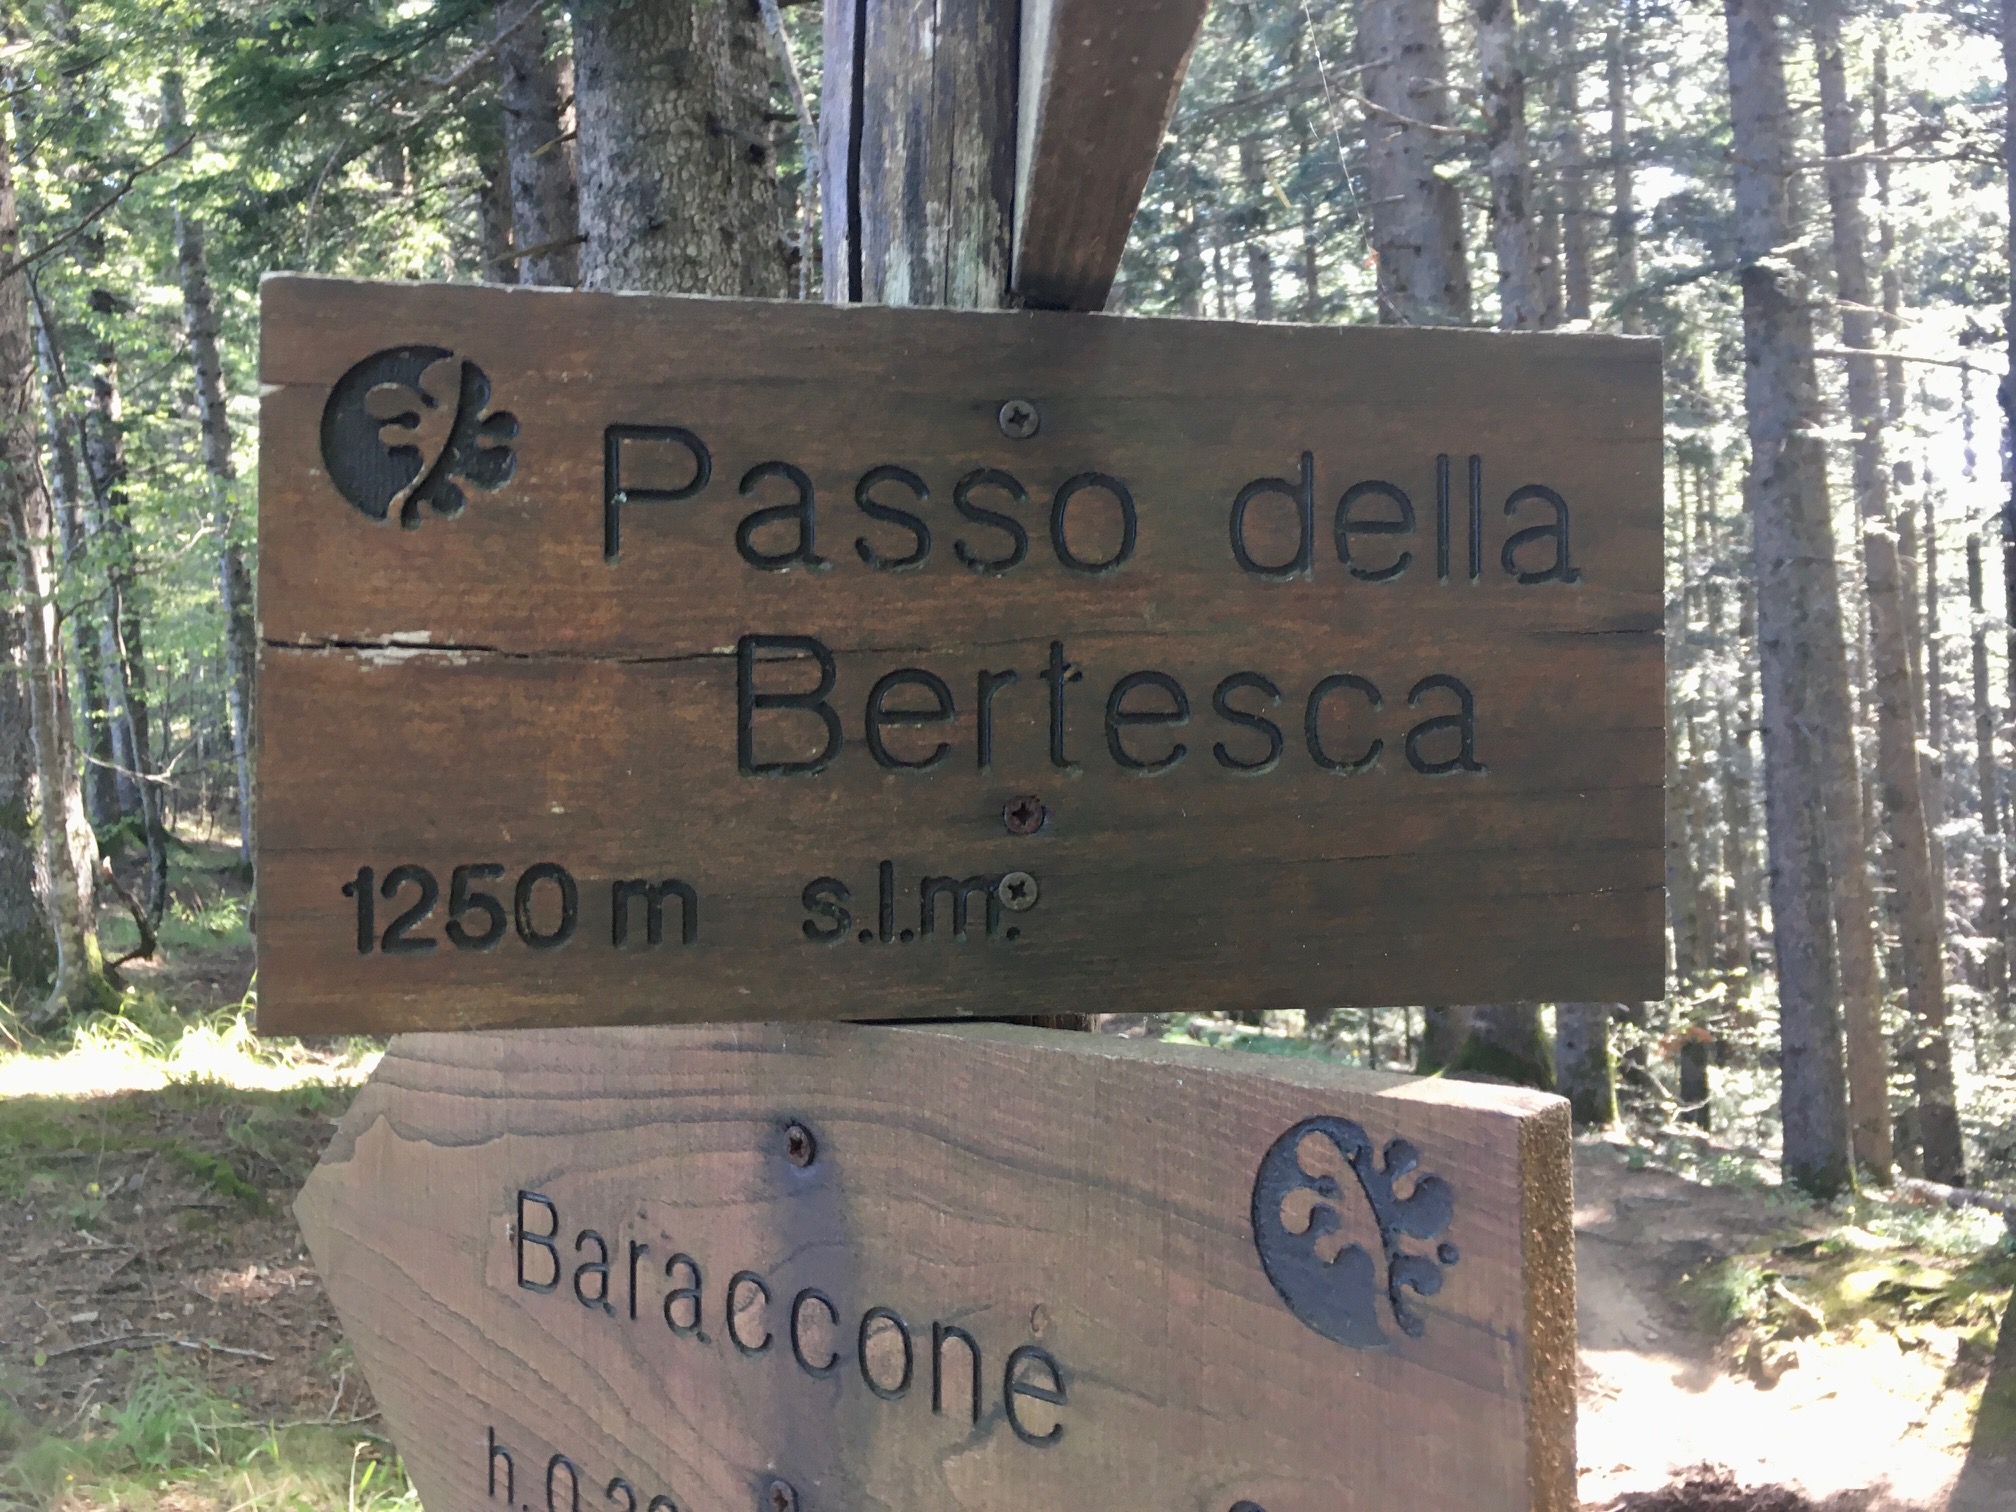 Passo della
Bertesca
1250 m s.l.m.
Baraccone